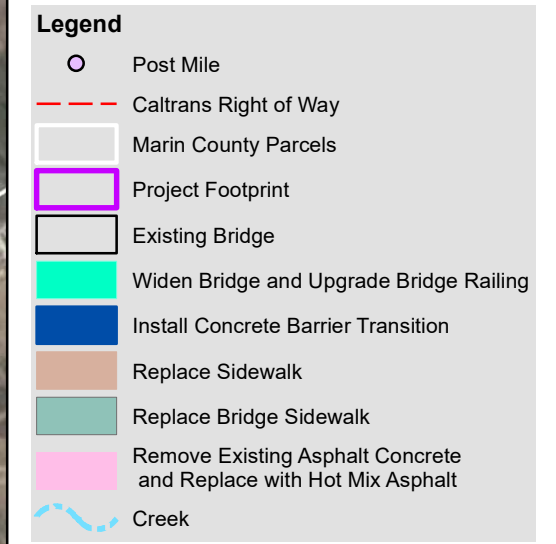 Legend
Post Mile
Caltrans Right of Way
Marin County Parcels
Project Footprint
Existing Bridge
Widen Bridge and Upgrade Bridge Railing
Install Concrete Barrier Transition
Replace Sidewalk
Replace Bridge Sidewalk
Remove Existing Asphalt Concrete
and Replace with Hot Mix Asphalt
Creek